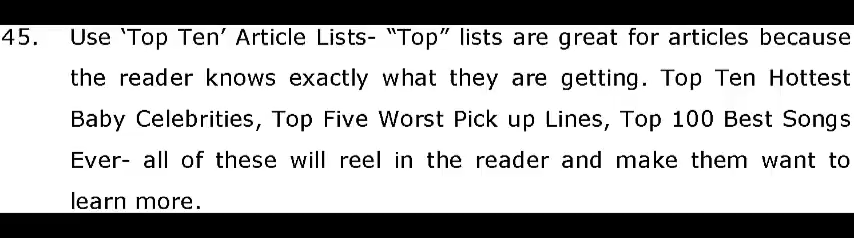 45. Use ‘Top Ten’ Article Lists- “Top” lists are great for articles because
the reader knows exactly what they are getting. Top Ten Hottest
Baby Celebrities, Top Five Worst Pick up Lines, Top 100 Best Songs
Ever- all of these will reel in the reader and make them want to
learn more.